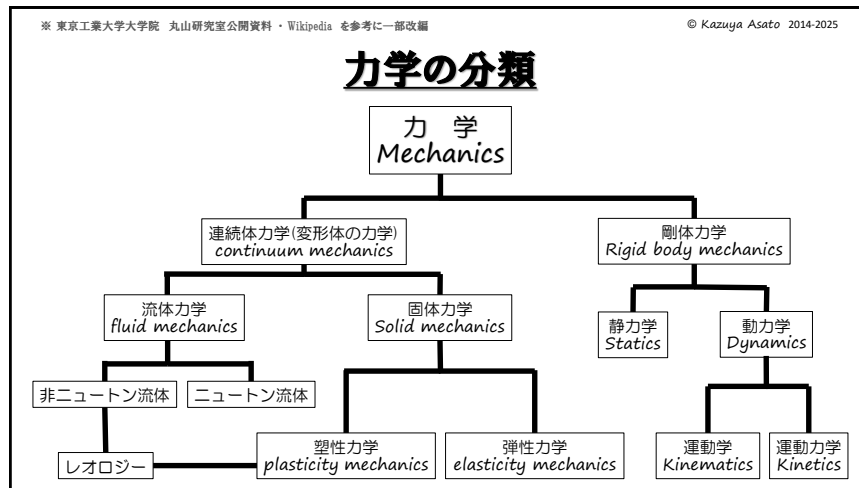 ※ 東京工業大学大学院 丸山研究室公開資料 ・ Wikipedia を参考に一部改編
© Kazuya Asato 2014-2025
力学の分類
力 学
Mechanics
連続体力学(変形体の力学)
continuum mechanics
剛体力学
Rigid body mechanics
流体力学
fluid mechanics
固体力学
Solid mechanics
静力学
Statics
動力学
Dynamics
非ニュートン流体
ニュートン流体
レオロジー
塑性力学
plasticity mechanics
弾性力学
elasticity mechanics
運動学
Kinematics
運動力学
Kinetics